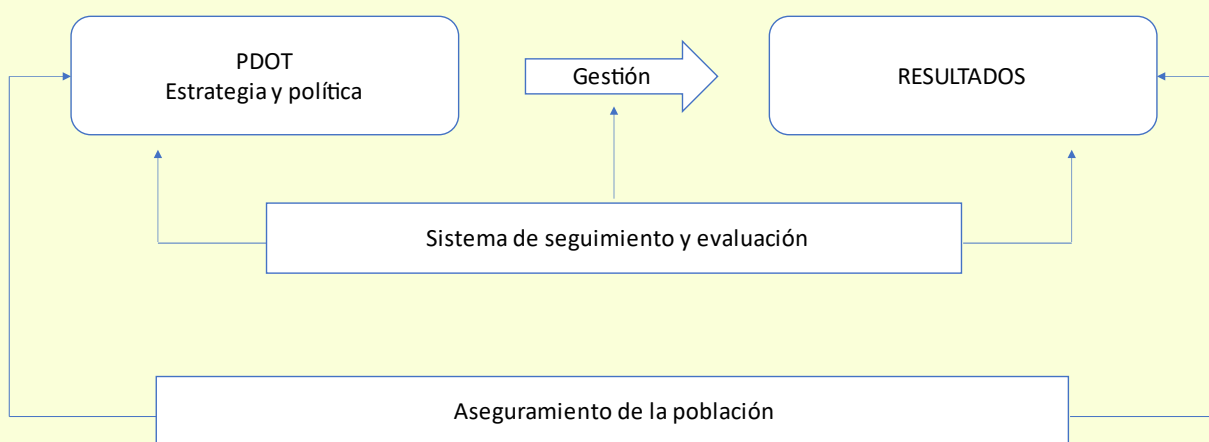 PDOT
Estrategia y política
Gestión
RESULTADOS
Sistema de seguimiento y evaluación
Aseguramiento de la población